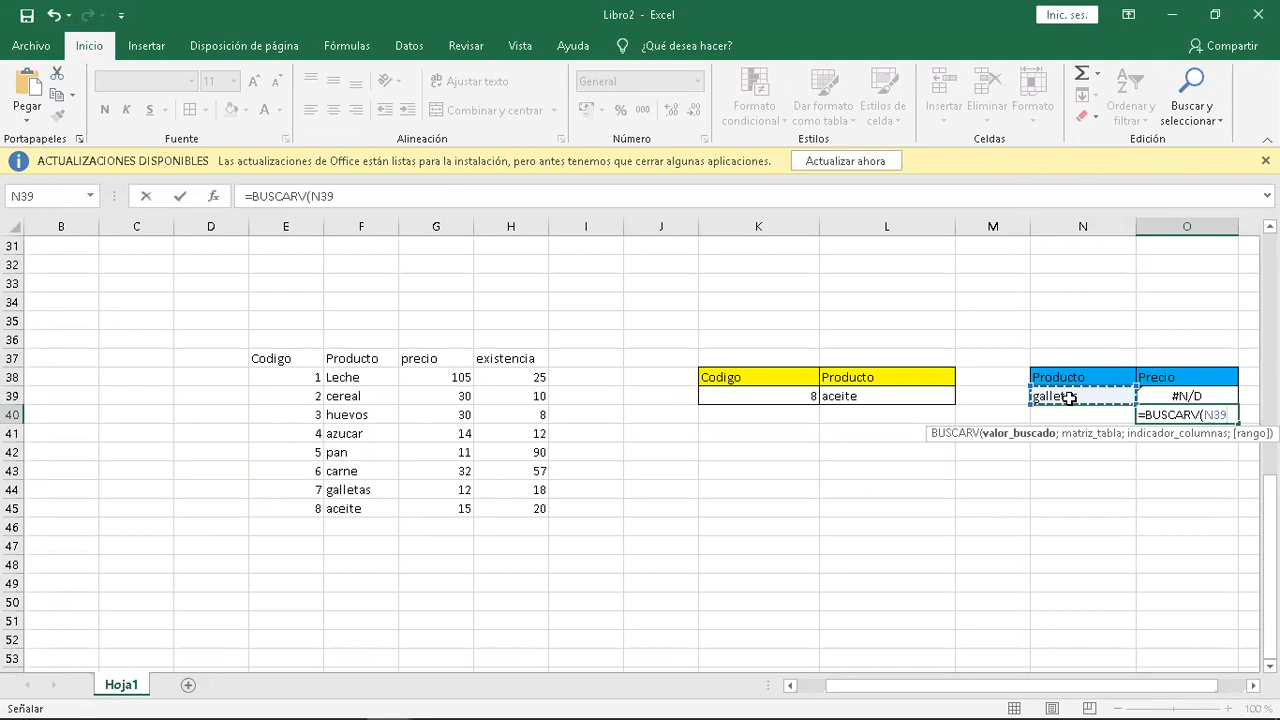 Libro2 - Excel
Inic. ses.
Archivo Inicio Insertar Disposición de página Fórmulas Datos Revisar Vista Ayuda ¿Qué desea hacer? Compartir
Pegar
11
N K S
Ajustar texto
Combinar y centrar
General
% 000
Formato condicional
Dar formato como tabla
Estilos de celda
Insertar
Eliminar
Formato
Ordenar y filtrar
Buscar y seleccionar
Portapapeles Fuente Alineación Número Estilos Celdas Edición
ACTUALIZACIONES DISPONIBLES Las actualizaciones de Office están listas para la instalación, pero antes tenemos que cerrar algunas aplicaciones. Actualizar ahora
N39 fx =BUSCARV(N39
B C D E F G H I J K L M N O
31
32
33
34
35
36
37 Codigo Producto precio existencia
38 1 Leche 105 25 Codigo Producto Producto Precio
39 2 cereal 30 10 8 aceite #N/D
40 3 huevos 30 8 =BUSCARV(N39
41 4 azucar 14 12 BUSCARV(valor_buscado; matriz_tabla; indicador_columnas; [rango])
42 5 pan 11 90
43 6 carne 32 57
44 7 galletas 12 18
45 8 aceite 15 20
46
47
48
49
50
51
52
53
Hoja1
Señalar 100 %